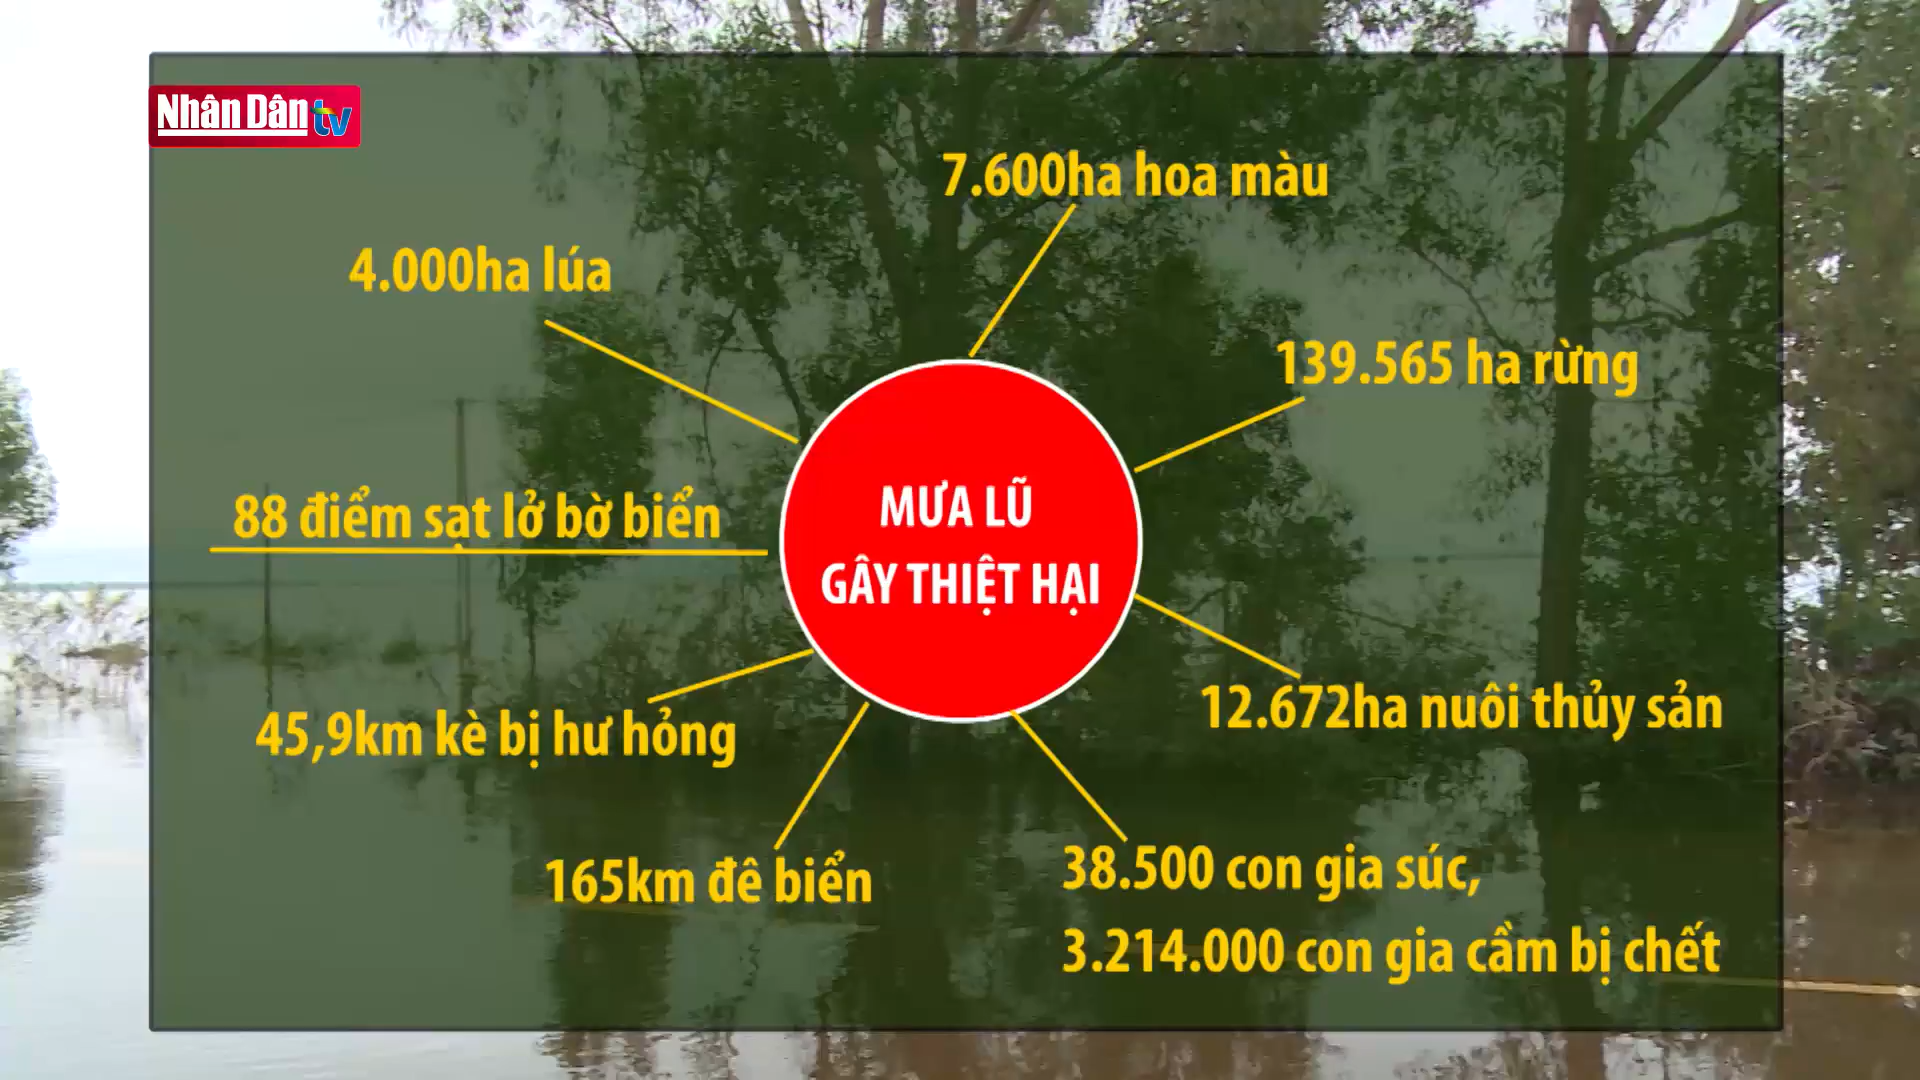 Nhân Dân tv
7.600ha hoa màu
4.000ha lúa
139.565 ha rừng
88 điểm sạt lở bờ biển
MƯA LŨ
GÂY THIỆT HẠI
12.672ha nuôi thủy sản
45,9km kè bị hư hỏng
165km đê biển
38.500 con gia súc,
3.214.000 con gia cầm bị chết